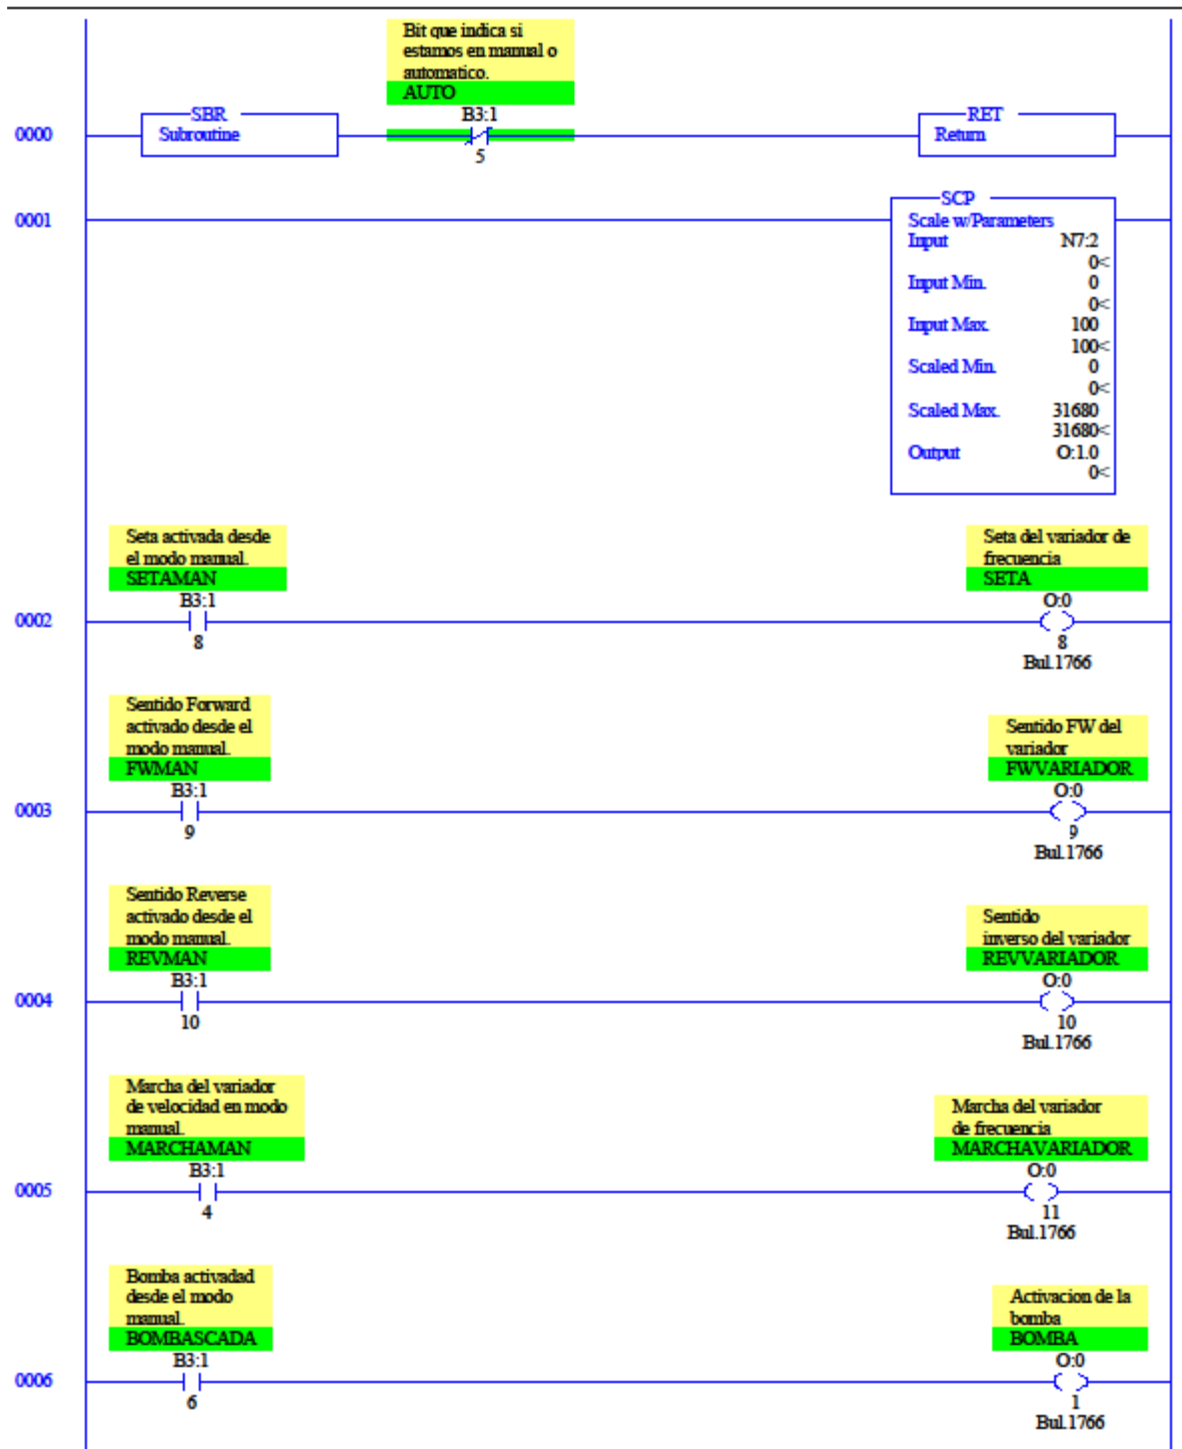 Bit que indica si
estamos en manual o
automatico.
AUTO
B3:1
5
0000
SBR
Subroutine
RET
Return
0001
SCP
Scale w/Parameters
Input N7:2
0<
Input Min. 0
0<
Input Max. 100
100<
Scaled Min. 0
0<
Scaled Max. 31680
31680<
Output O:1.0
0<
Seta activada desde
el modo manual.
SETAMAN
B3:1
8
Seta del variador de
frecuencia
SETA
O:0
8
Bul.1766
0002
Sentido Forward
activado desde el
modo manual.
FWMAN
B3:1
9
Sentido FW del
variador
FWVARIADOR
O:0
9
Bul.1766
0003
Sentido Reverse
activado desde el
modo manual.
REVMAN
B3:1
10
Sentido
inverso del variador
REVVARIADOR
O:0
10
Bul.1766
0004
Marcha del variador
de velocidad en modo
manual.
MARCHAMAN
B3:1
4
Marcha del variador
de frecuencia
MARCHAVARIADOR
O:0
11
Bul.1766
0005
Bomba activadad
desde el modo
manual.
BOMBASCADA
B3:1
6
Activacion de la
bomba
BOMBA
O:0
1
Bul.1766
0006